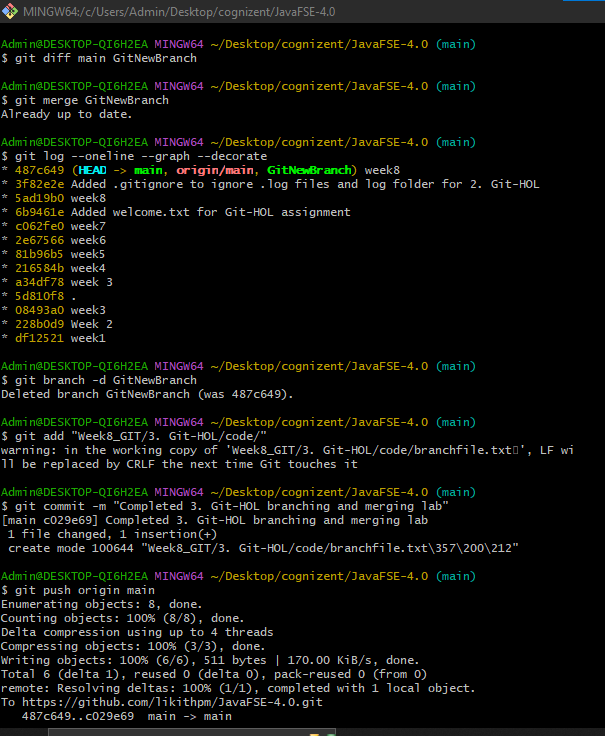 MINGW64:/c/Users/Admin/Desktop/cognizent/JavaFSE-4.0
Admin@DESKTOP-QI6H2EA MINGW64 ~/Desktop/cognizent/JavaFSE-4.0 (main)
$ git diff main GitNewBranch
Admin@DESKTOP-QI6H2EA MINGW64 ~/Desktop/cognizent/JavaFSE-4.0 (main)
$ git merge GitNewBranch
Already up to date.
Admin@DESKTOP-QI6H2EA MINGW64 ~/Desktop/cognizent/JavaFSE-4.0 (main)
$ git log --oneline --graph --decorate
* 487c649 (HEAD -> main, origin/main, GitNewBranch) week8
* 3f82e2e Added .gitignore to ignore .log files and log folder for 2. Git-HOL
* 5ad19b0 week8
* 6b9461e Added welcome.txt for Git-HOL assignment
* c062fe0 week7
* 2e67566 week6
* 81b96b5 week5
* 216584b week4
* a34df78 week 3
* 5d810f8 .
* 08493a0 week3
* 228b0d9 Week 2
* df12521 week1
Admin@DESKTOP-QI6H2EA MINGW64 ~/Desktop/cognizent/JavaFSE-4.0 (main)
$ git branch -d GitNewBranch
Deleted branch GitNewBranch (was 487c649).
Admin@DESKTOP-QI6H2EA MINGW64 ~/Desktop/cognizent/JavaFSE-4.0 (main)
$ git add "Week8_GIT/3. Git-HOL/code/"
warning: in the working copy of 'Week8_GIT/3. Git-HOL/code/branchfile.txt', LF wi
ll be replaced by CRLF the next time Git touches it
Admin@DESKTOP-QI6H2EA MINGW64 ~/Desktop/cognizent/JavaFSE-4.0 (main)
$ git commit -m "Completed 3. Git-HOL branching and merging lab"
[main c029e69] Completed 3. Git-HOL branching and merging lab
1 file changed, 1 insertion(+)
create mode 100644 "Week8_GIT/3. Git-HOL/code/branchfile.txt\357\200\212"
Admin@DESKTOP-QI6H2EA MINGW64 ~/Desktop/cognizent/JavaFSE-4.0 (main)
$ git push origin main
Enumerating objects: 8, done.
Counting objects: 100% (8/8), done.
Delta compression using up to 4 threads
Compressing objects: 100% (3/3), done.
Writing objects: 100% (6/6), 511 bytes | 170.00 KiB/s, done.
Total 6 (delta 1), reused 0 (delta 0), pack-reused 0 (from 0)
remote: Resolving deltas: 100% (1/1), completed with 1 local object.
To https://github.com/likithpm/JavaFSE-4.0.git
487c649..c029e69  main -> main